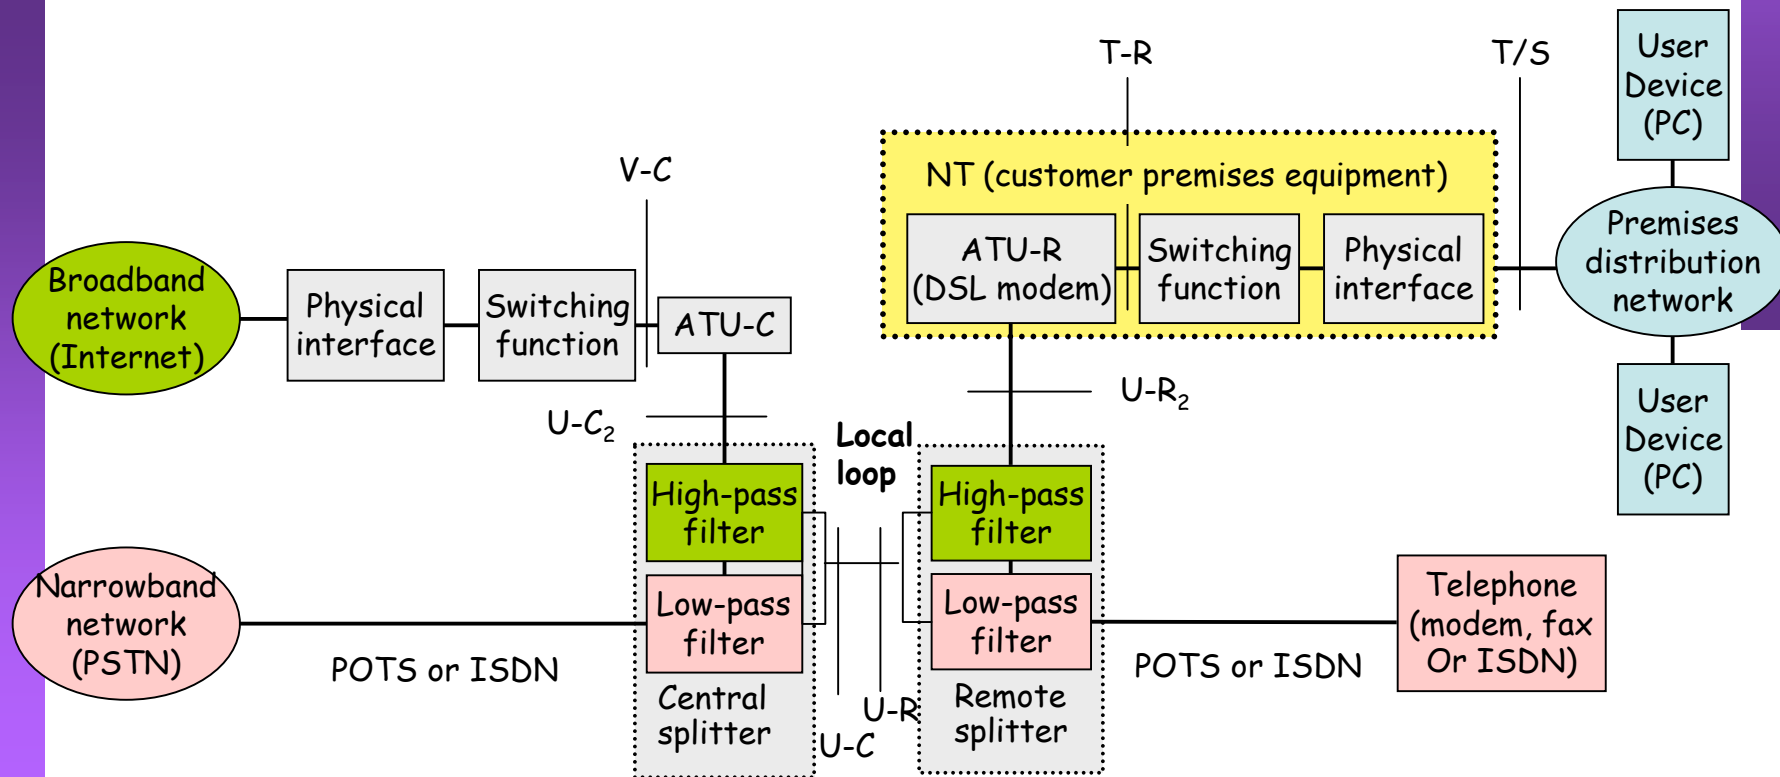 T-R
T/S
User
Device
(PC)
V-C
NT (customer premises equipment)
Broadband
network
(Internet)
Physical
interface
Switching
function
ATU-C
ATU-R
(DSL modem)
Switching
function
Physical
interface
Premises
distribution
network
U-C2
U-R2
Local
loop
User
Device
(PC)
High-pass
filter
High-pass
filter
Narrowband
network
(PSTN)
POTS or ISDN
Low-pass
filter
Low-pass
filter
POTS or ISDN
Telephone
(modem, fax
Or ISDN)
Central
splitter
U-R
U-C
Remote
splitter